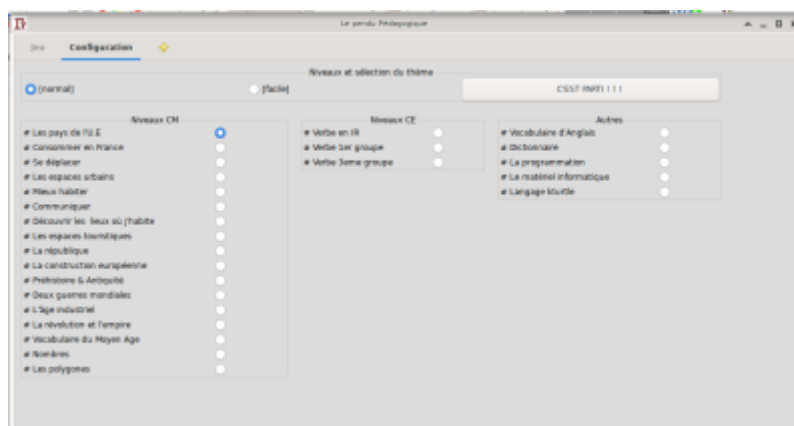 Le pendu Pédagogique
Jeu Configuration
Niveaux et sélection du thème
(normal) (facile) C'EST PARTI ! ! !
Niveaux CM
# Les pays de l'U.E
# Consommer en France
# Se déplacer
# Les espaces urbains
# Mieux habiter
# Communiquer
# Découvrir les lieux où j'habite
# Les espaces touristiques
# La république
# La construction européenne
# Préhistoire & Antiquité
# Deux guerres mondiales
# L'âge industriel
# La révolution et l'empire
# Vocabulaire du Moyen Age
# Nombres
# Les polygones
Niveaux CE
# Verbe en IR
# Verbe 1er groupe
# Verbe 3eme groupe
Autres
# Vocabulaire d'Anglais
# Dictionnaire
# La programmation
# Le matériel informatique
# Langage kturtle